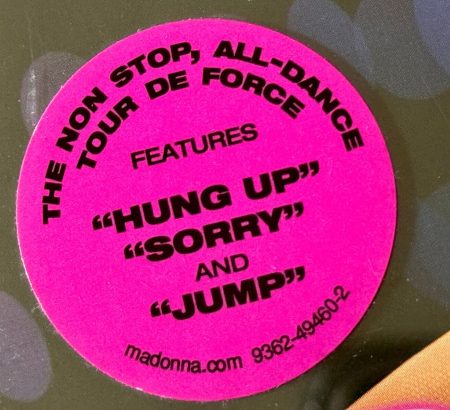 THE NON STOP, ALL-DANCE
TOUR DE FORCE
FEATURES
“HUNG UP”
“SORRY”
AND
“JUMP”
madonna.com 9362-49460-2